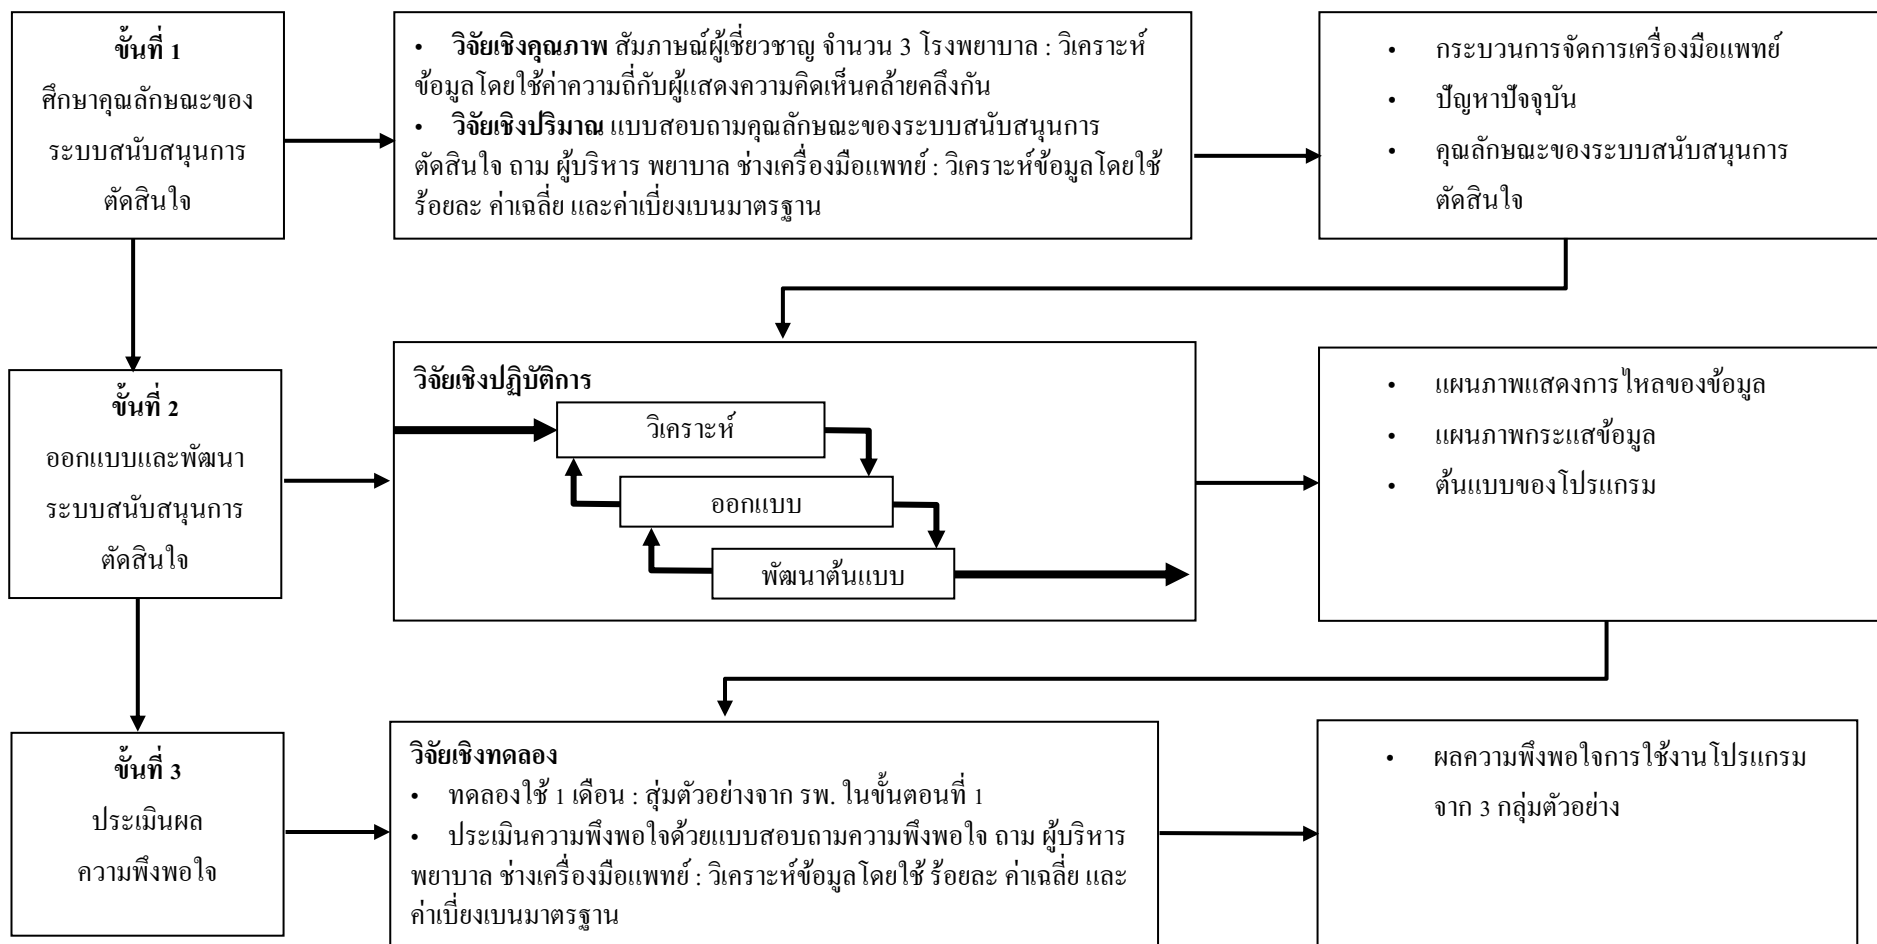 ขั้นที่ 1
ศึกษาคุณลักษณะของ
ระบบสนับสนุนการ
ตัดสินใจ
• วิจัยเชิงคุณภาพ สัมภาษณ์ผู้เชี่ยวชาญ จำนวน 3 โรงพยาบาล : วิเคราะห์
ข้อมูลโดยใช้ค่าความถี่กับผู้แสดงความคิดเห็นคล้ายคลึงกัน
• วิจัยเชิงปริมาณ แบบสอบถามคุณลักษณะของระบบสนับสนุนการ
ตัดสินใจ ถาม ผู้บริหาร พยาบาล ช่างเครื่องมือแพทย์ : วิเคราะห์ข้อมูลโดยใช้
ร้อยละ ค่าเฉลี่ย และค่าเบี่ยงเบนมาตรฐาน
• กระบวนการจัดการเครื่องมือแพทย์
• ปัญหาปัจจุบัน
• คุณลักษณะของระบบสนับสนุนการ
ตัดสินใจ
ขั้นที่ 2
ออกแบบและพัฒนา
ระบบสนับสนุนการ
ตัดสินใจ
วิจัยเชิงปฏิบัติการ
วิเคราะห์
ออกแบบ
พัฒนาต้นแบบ
• แผนภาพแสดงการไหลของข้อมูล
• แผนภาพกระแสข้อมูล
• ต้นแบบของโปรแกรม
ขั้นที่ 3
ประเมินผล
ความพึงพอใจ
วิจัยเชิงทดลอง
• ทดลองใช้ 1 เดือน : สุ่มตัวอย่างจาก รพ. ในขั้นตอนที่ 1
• ประเมินความพึงพอใจด้วยแบบสอบถามความพึงพอใจ ถาม ผู้บริหาร
พยาบาล ช่างเครื่องมือแพทย์ : วิเคราะห์ข้อมูลโดยใช้ ร้อยละ ค่าเฉลี่ย และ
ค่าเบี่ยงเบนมาตรฐาน
• ผลความพึงพอใจการใช้งานโปรแกรม
จาก 3 กลุ่มตัวอย่าง